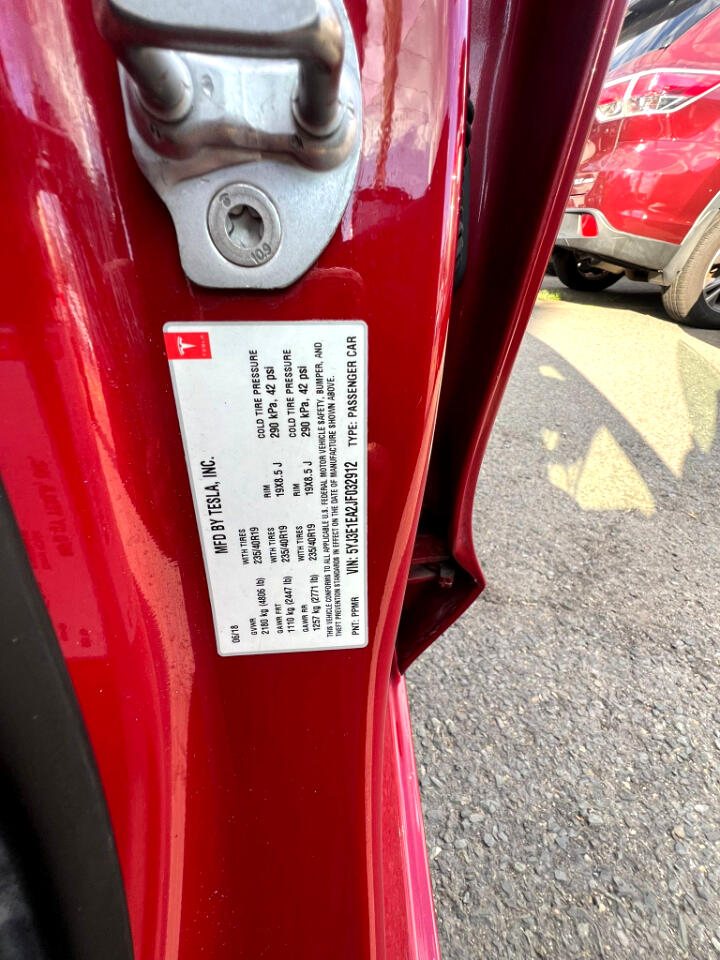 10.9
TESLA
MFD BY TESLA, INC.
06/18
GVWR WITH TIRES COLD TIRE PRESSURE
2180 kg (4806 lb) 235/40R19 RIM 290 kPa, 42 psi
GAWR FRT WITH TIRES 19X8.5 J COLD TIRE PRESSURE
1110 kg (2447 lb) 235/40R19 RIM 290 kPa, 42 psi
GAWR RR WITH TIRES
1257 kg (2771 lb) 235/40R19 19X8.5 J
THIS VEHICLE CONFORMS TO ALL APPLICABLE U.S. FEDERAL MOTOR VEHICLE SAFETY, BUMPER, AND
THEFT PREVENTION STANDARDS IN EFFECT ON THE DATE OF MANUFACTURE SHOWN ABOVE.
PNT: PPMR VIN: 5YJ3E1EA2JF032912 TYPE: PASSENGER CAR